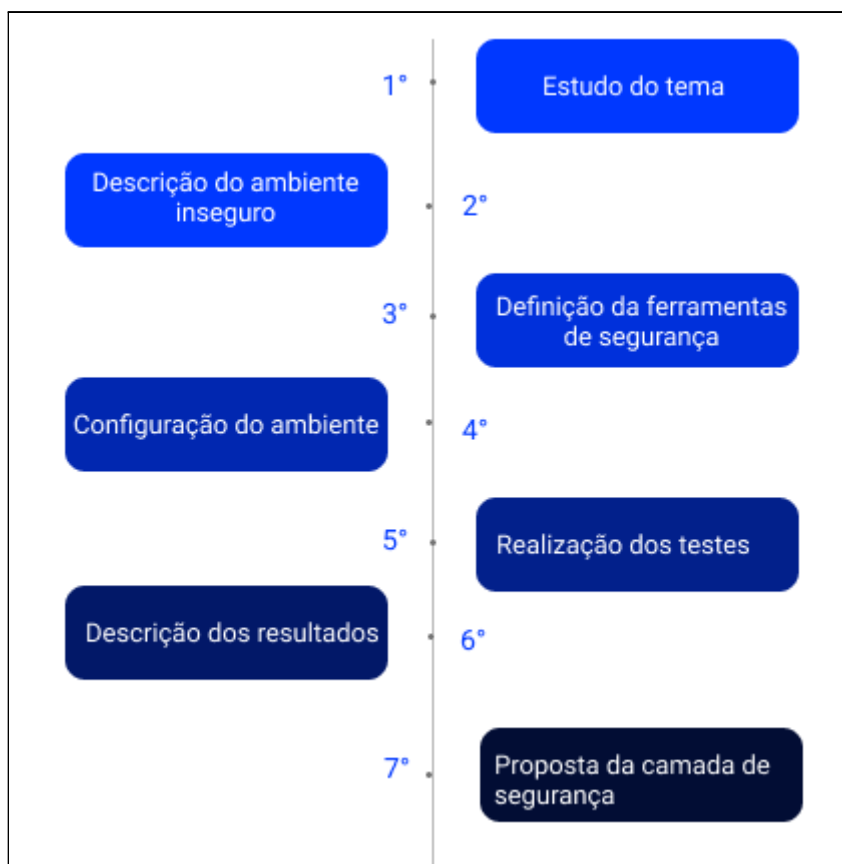 1°
Estudo do tema
Descrição do ambiente
inseguro
2°
3°
Definição da ferramentas
de segurança
Configuração do ambiente
4°
5°
Realização dos testes
Descrição dos resultados
6°
7°
Proposta da camada de
segurança